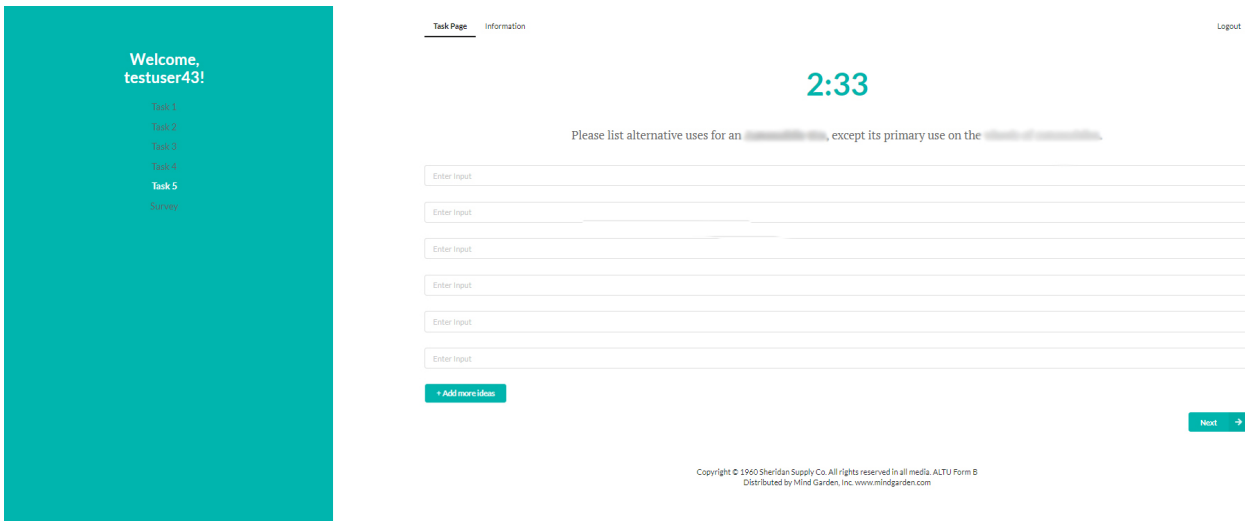 Welcome,
testuser43!
Task 1
Task 2
Task 3
Task 4
Task 5
Survey
Task Page
Information
Logout
2:33
Please list alternative uses for an , except its primary use on the .
Enter Input
Enter Input
Enter Input
Enter Input
Enter Input
Enter Input
+ Add more ideas
Next →
Copyright © 1960 Sheridan Supply Co. All rights reserved in all media. ALTU Form B
Distributed by Mind Garden, Inc. www.mindgarden.com